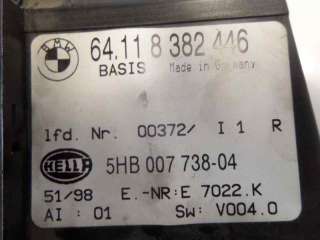 BMW 64.11 8 382 446
BASIS Made in Germany
lfd. Nr. 00372/ I 1 R
HELLA 5HB 007 738-04
51/98 E.-NR:E 7022.K
AI : 01 SW: V004.0